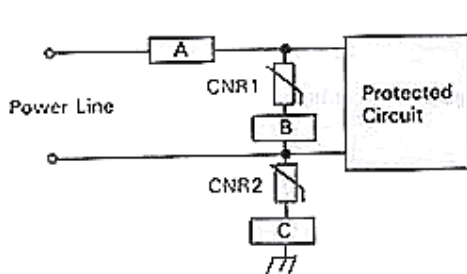 A
CNR1
Power Line
B
Protected
Circuit
CNR2
C